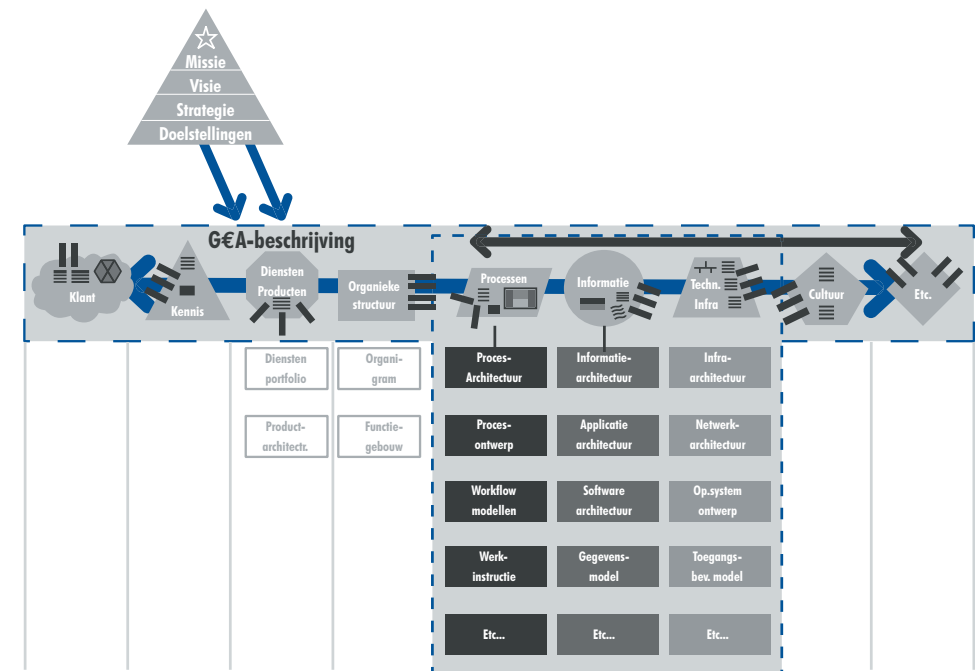 Missie
Visie
Strategie
Doelstellingen
G€A-beschrijving
Klant
Kennis
Diensten
Producten
Organieke
structuur
Processen
Informatie
Techn.
Infra
Cultuur
Etc.
Diensten
portfolio
Organi-
gram
Proces-
Architectuur
Informatie-
architectuur
Infra-
architectuur
Product-
architectr.
Functie-
gebouw
Proces-
ontwerp
Applicatie
architectuur
Netwerk-
architectuur
Workflow
modellen
Software
architectuur
Op.system
ontwerp
Werk-
instructie
Gegevens-
model
Toegangs-
bev. model
Etc...
Etc...
Etc...